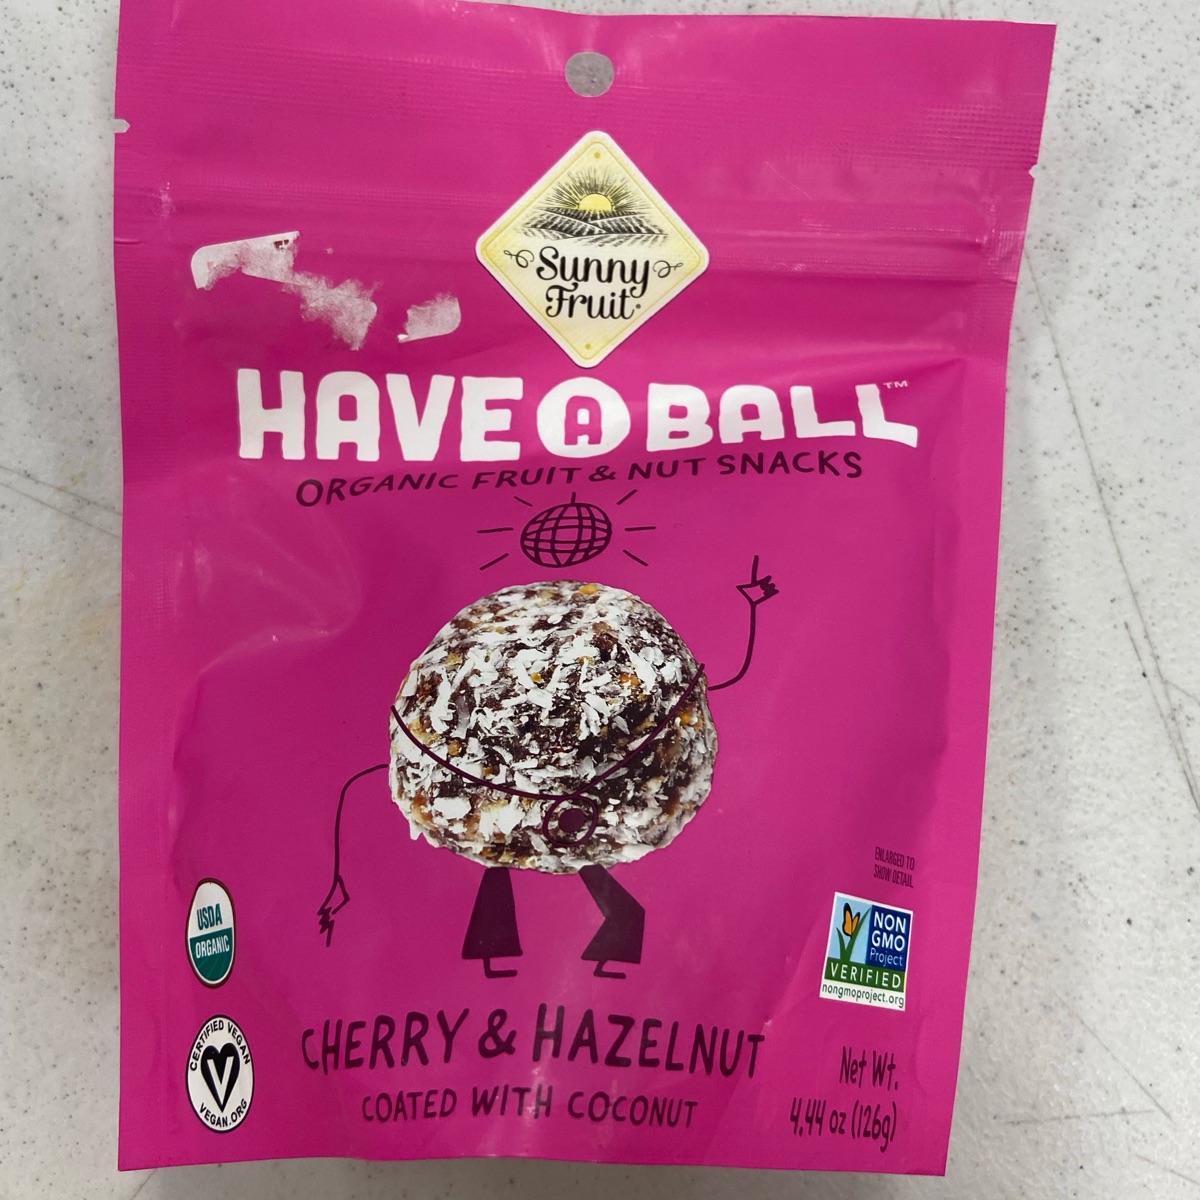 Sunny
Fruit
HAVE A BALL™
ORGANIC FRUIT & NUT SNACKS
ENLARGED TO
SHOW DETAIL
USDA
ORGANIC
NON
GMO
Project
VERIFIED
nongmoproject.org
CERTIFIED VEGAN
V
VEGAN.ORG
CHERRY & HAZELNUT
COATED WITH COCONUT
Net Wt.
4.44 oz (126g)